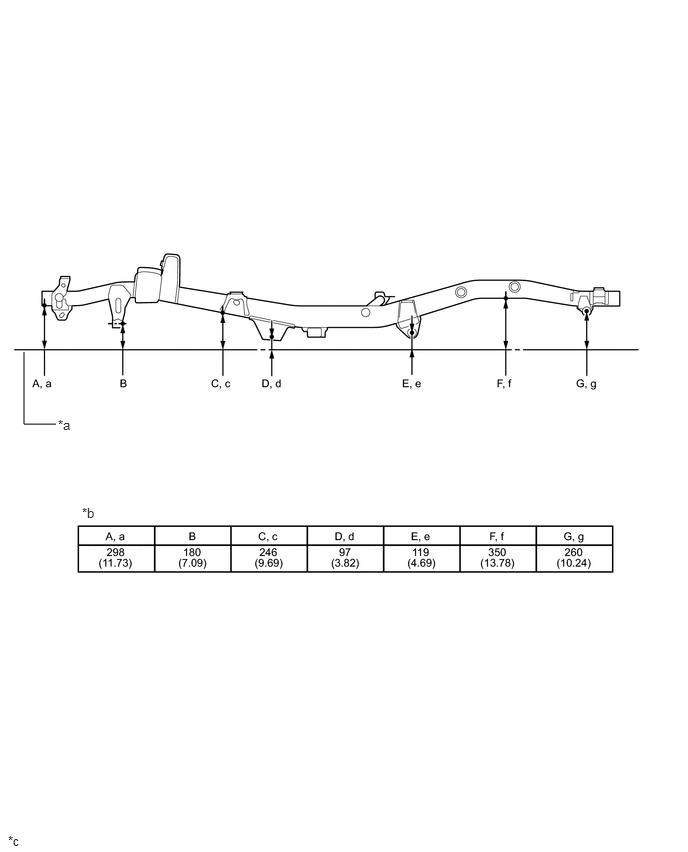 A, a B C, c D, d E, e F, f G, g
*a
*b
A, a B C, c D, d E, e F, f G, g
298 180 246 97 119 350 260
(11.73) (7.09) (9.69) (3.82) (4.69) (13.78) (10.24)
*c